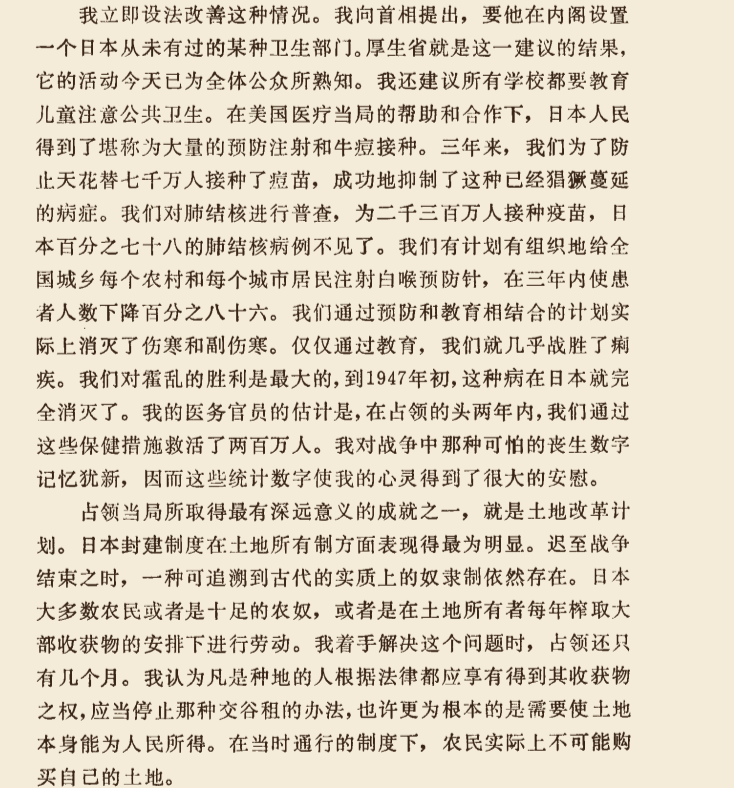 我立即设法改善这种情况。我向首相提出，要他在内阁设置
一个日本从未有过的某种卫生部门。厚生省就是这一建议的结果，
它的活动今天已为全体公众所熟知。我还建议所有学校都要教育
儿童注意公共卫生。在美国医疗当局的帮助和合作下，日本人民
得到了堪称为大量的预防注射和牛痘接种。三年来，我们为了防
止天花替七千万人接种了痘苗，成功地抑制了这种已经猖獗蔓延
的病症。我们对肺结核进行普查，为二千三百万人接种疫苗，日
本百分之七十八的肺结核病例不见了。我们有计划有组织地给全
国城乡每个农村和每个城市居民注射白喉预防针，在三年内使患
者人数下降百分之八十六。我们通过预防和教育相结合的计划实
际上消灭了伤寒和副伤寒。仅仅通过教育，我们就几乎战胜了痢
疾。我们对霍乱的胜利是最大的，到1947年初，这种病在日本就完
全消灭了。我的医务官员的估计是，在占领的头两年内，我们通过
这些保健措施救活了两百万人。我对战争中那种可怕的丧生数字
记忆犹新，因而这些统计数字使我的心灵得到了很大的安慰。
占领当局所取得最有深远意义的成就之一，就是土地改革计
划。日本封建制度在土地所有制方面表现得最为明显。迟至战争
结束之时，一种可追溯到古代的实质上的奴隶制依然存在。日本
大多数农民或者是十足的农奴，或者是在土地所有者每年榨取大
部收获物的安排下进行劳动。我着手解决这个问题时，占领还只
有几个月。我认为凡是种地的人根据法律都应享有得到其收获物
之权，应当停止那种交谷租的办法，也许更为根本的是需要使土地
本身能为人民所得。在当时通行的制度下，农民实际上不可能购
买自己的土地。